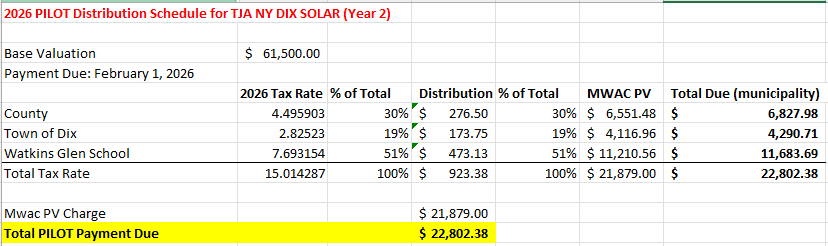 2026 PILOT Distribution Schedule for TJA NY DIX SOLAR (Year 2)
Base Valuation $ 61,500.00
Payment Due: February 1, 2026
2026 Tax Rate % of Total Distribution % of Total MWAC PV Total Due (municipality)
County 4.495903 30% $ 276.50 30% $ 6,551.48 $ 6,827.98
Town of Dix 2.82523 19% $ 173.75 19% $ 4,116.96 $ 4,290.71
Watkins Glen School 7.693154 51% $ 473.13 51% $ 11,210.56 $ 11,683.69
Total Tax Rate 15.014287 100% $ 923.38 100% $ 21,879.00 $ 22,802.38
Mwac PV Charge $ 21,879.00
Total PILOT Payment Due $ 22,802.38